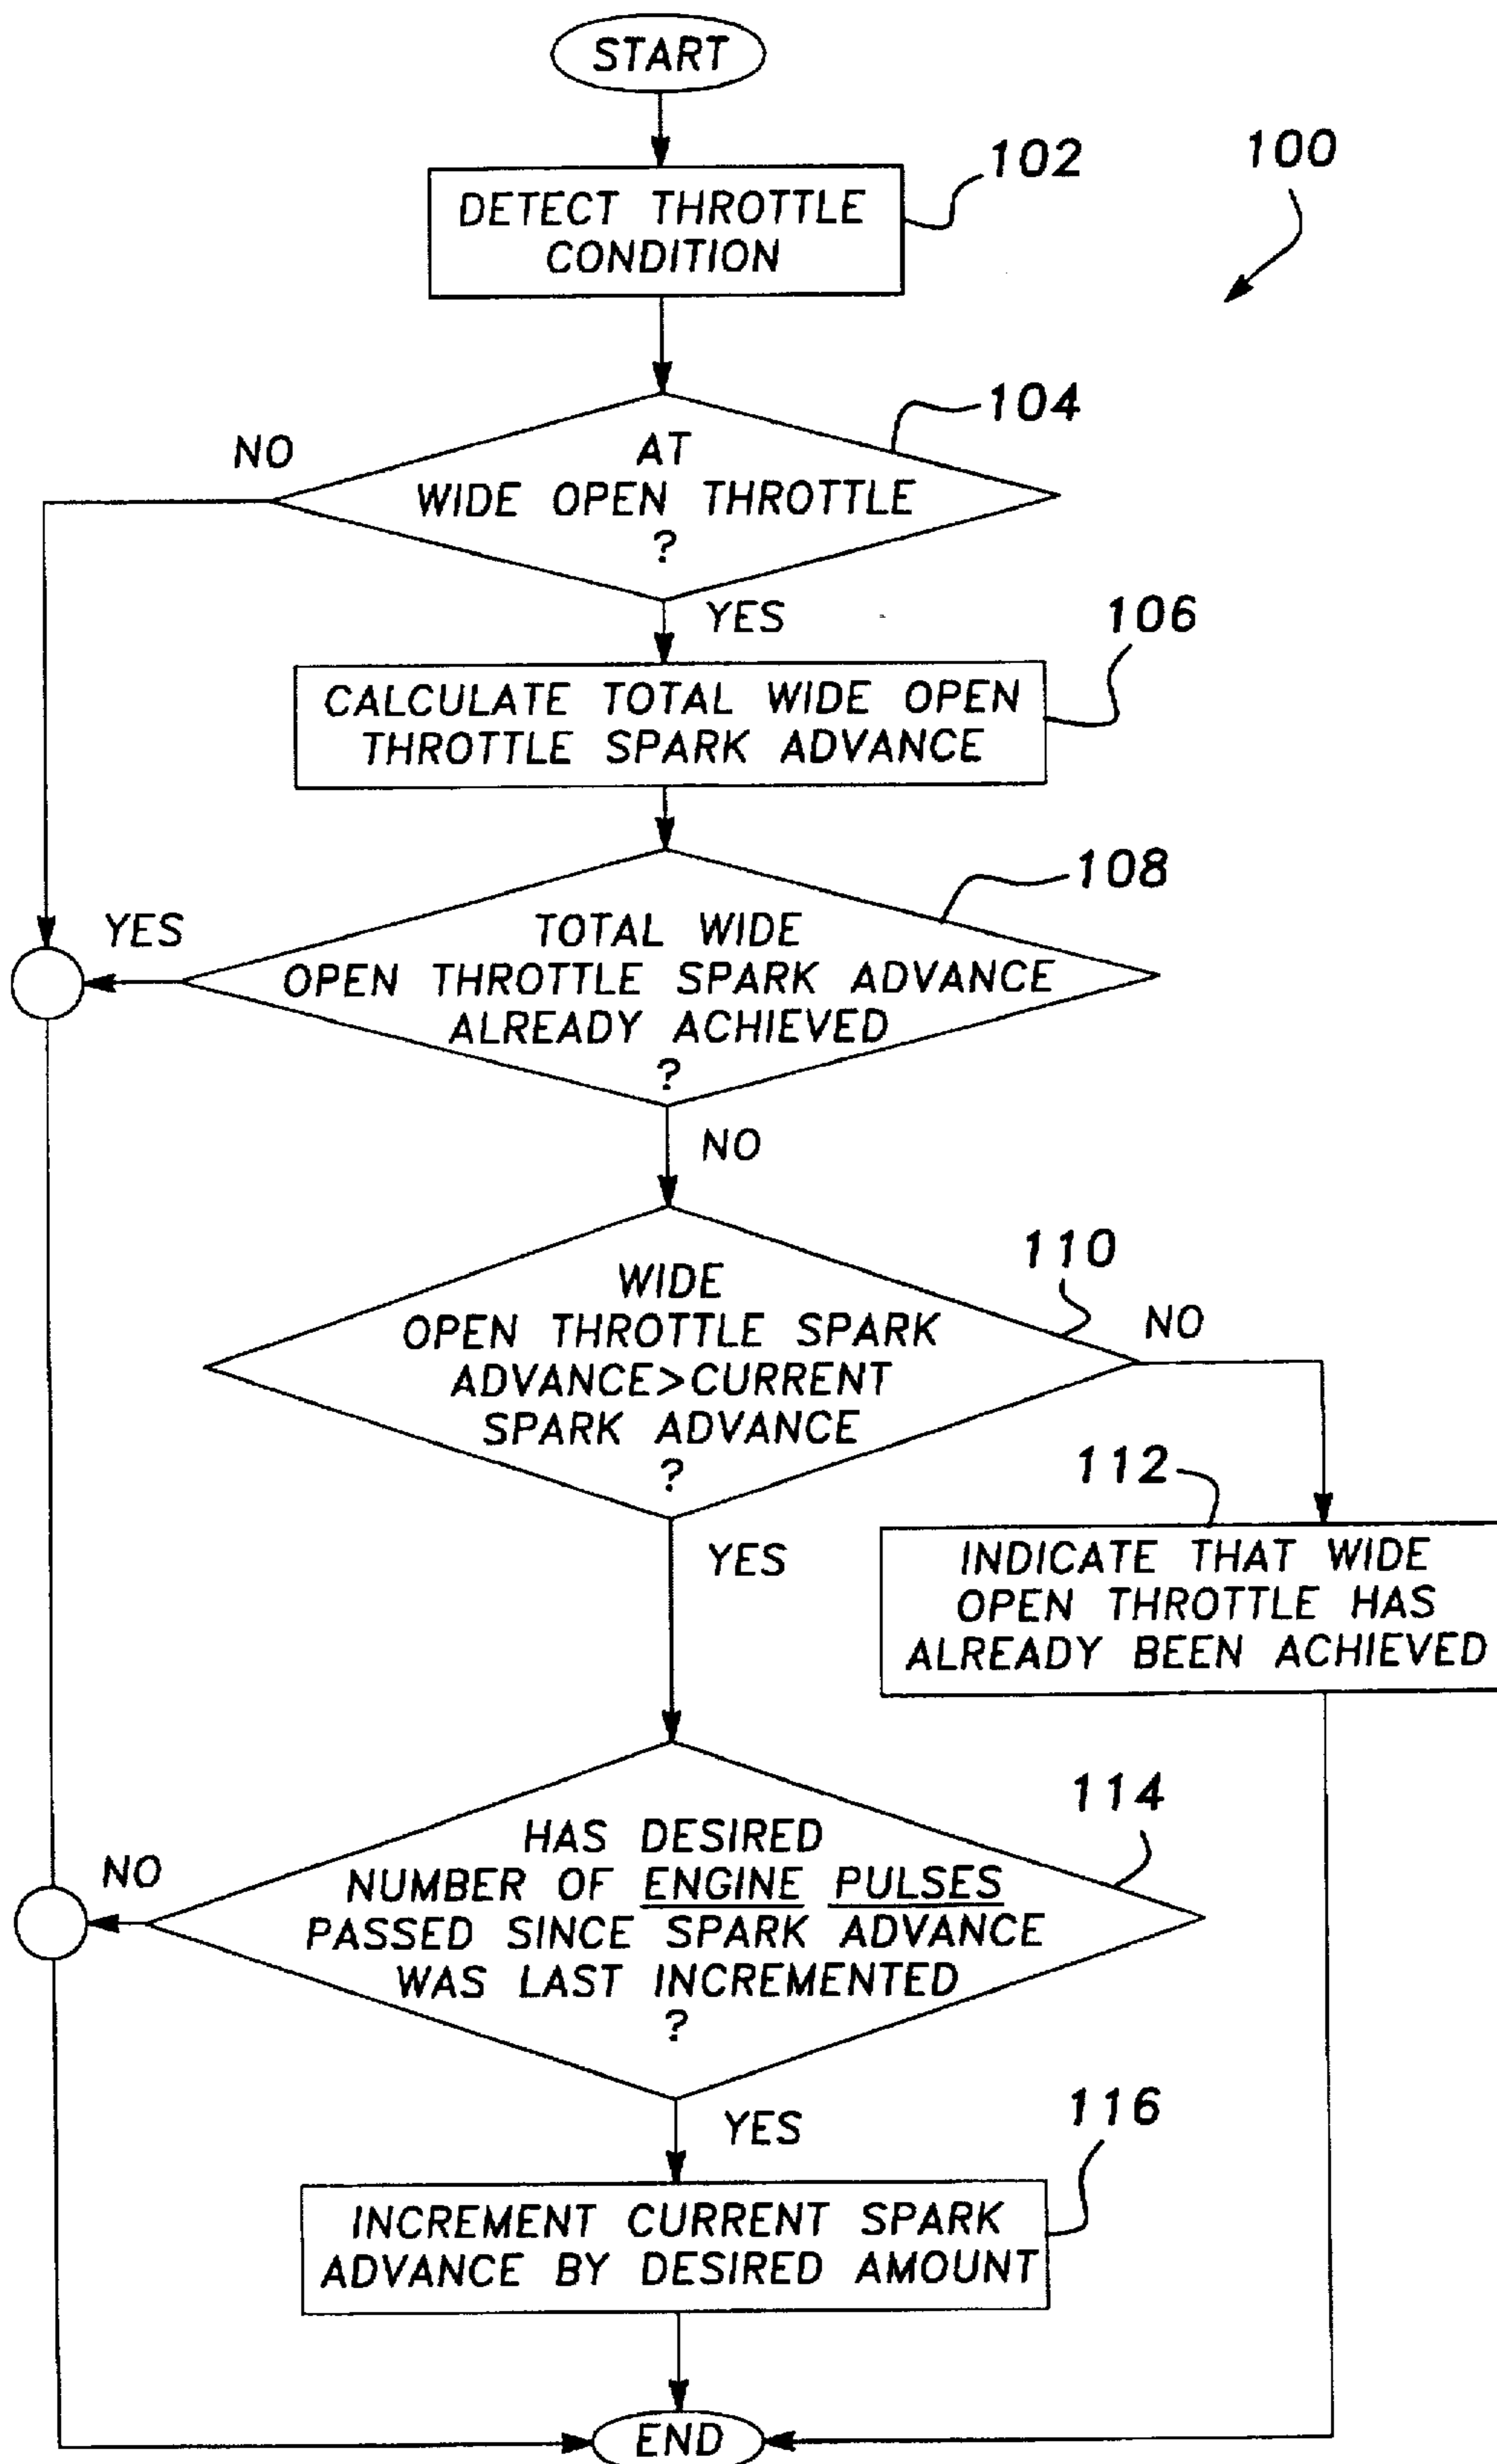 START
102
100
DETECT THROTTLE
CONDITION
104
NO
AT
WIDE OPEN THROTTLE
?
YES
106
CALCULATE TOTAL WIDE OPEN
THROTTLE SPARK ADVANCE
108
YES
TOTAL WIDE
OPEN THROTTLE SPARK ADVANCE
ALREADY ACHIEVED
?
NO
110
WIDE
OPEN THROTTLE SPARK
ADVANCE>CURRENT
SPARK ADVANCE
?
NO
112
YES
INDICATE THAT WIDE
OPEN THROTTLE HAS
ALREADY BEEN ACHIEVED
114
NO
HAS DESIRED
NUMBER OF ENGINE PULSES
PASSED SINCE SPARK ADVANCE
WAS LAST INCREMENTED
?
YES
116
INCREMENT CURRENT SPARK
ADVANCE BY DESIRED AMOUNT
END